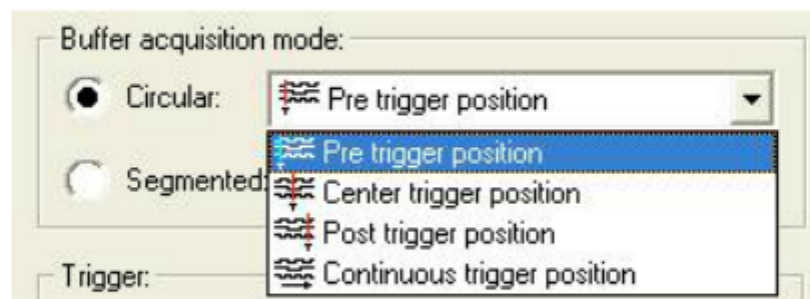 Buffer acquisition mode:
Circular: Pre trigger position
Pre trigger position
Segmented:
Center trigger position
Post trigger position
Continuous trigger position
Trigger: